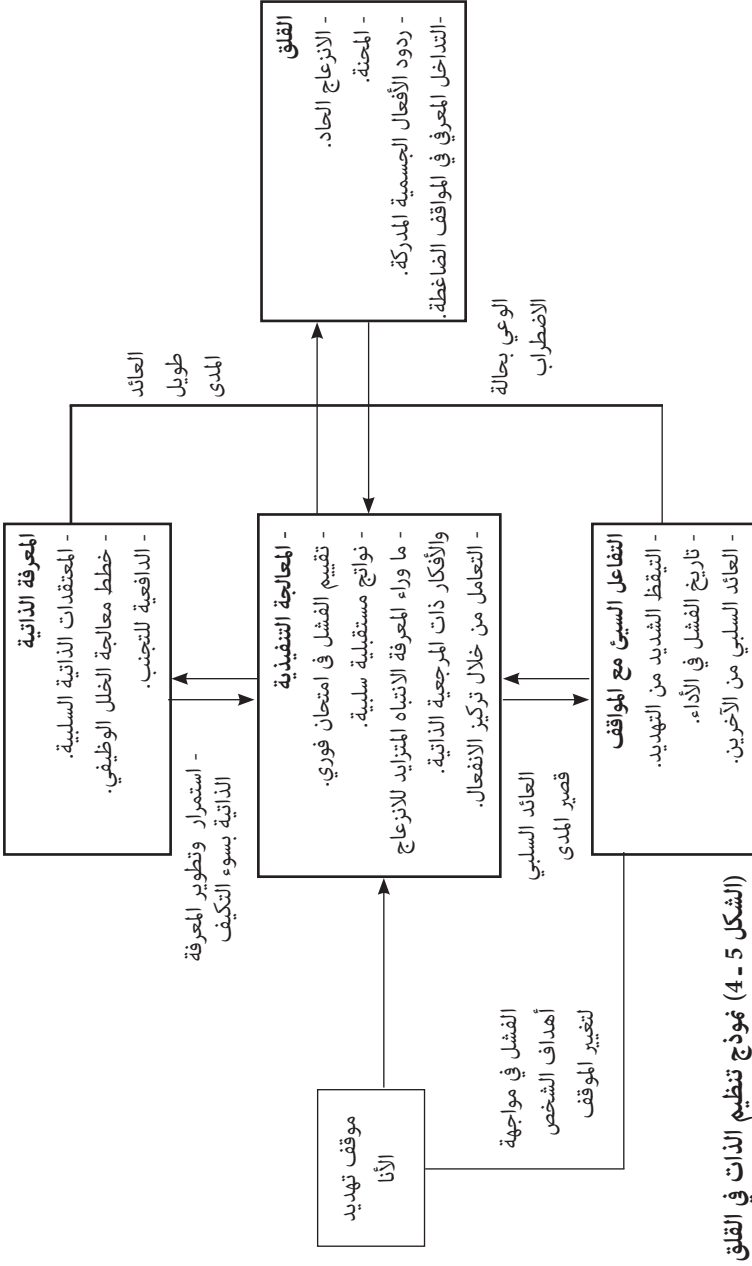 القلق
- الانزعاج الحاد.
- المحنة.
- ردود الأفعال الجسمية المدركة.
-التداخل المعرفي في المواقف الضاغطة.
العائد
طويل
المدى
الوعي بحالة
الاضطراب
المعرفة الذاتية
- المعتقدات الذاتية السلبية.
- خطط معالجة الخلل الوظيفي.
- الدافعية للتجنب.
- المعالجة التنفيذية
- تقييم الفشل فى امتحان فوري.
- نواتج مستقبلية سلبية.
- ما وراء المعرفة الانتباه المتزايد للانزعاج
والأفكار ذات المرجعية الذاتية.
- التعامل من خلال تركيز الانفعال.
التفاعل السيئ مع المواقف
- التيقظ الشديد من التهديد.
- تاريخ الفشل في الأداء.
- العائد السلبي من الآخرين.
- استمرار وتطوير المعرفة
الذاتية بسوء التكيف
العائد السلبي
قصير المدى
موقف تهديد
الأنا
الفشل في مواجهة
أهداف الشخص
لتغيير الموقف
(الشكل 5 ـ 4) نموذج تنظيم الذات في القلق